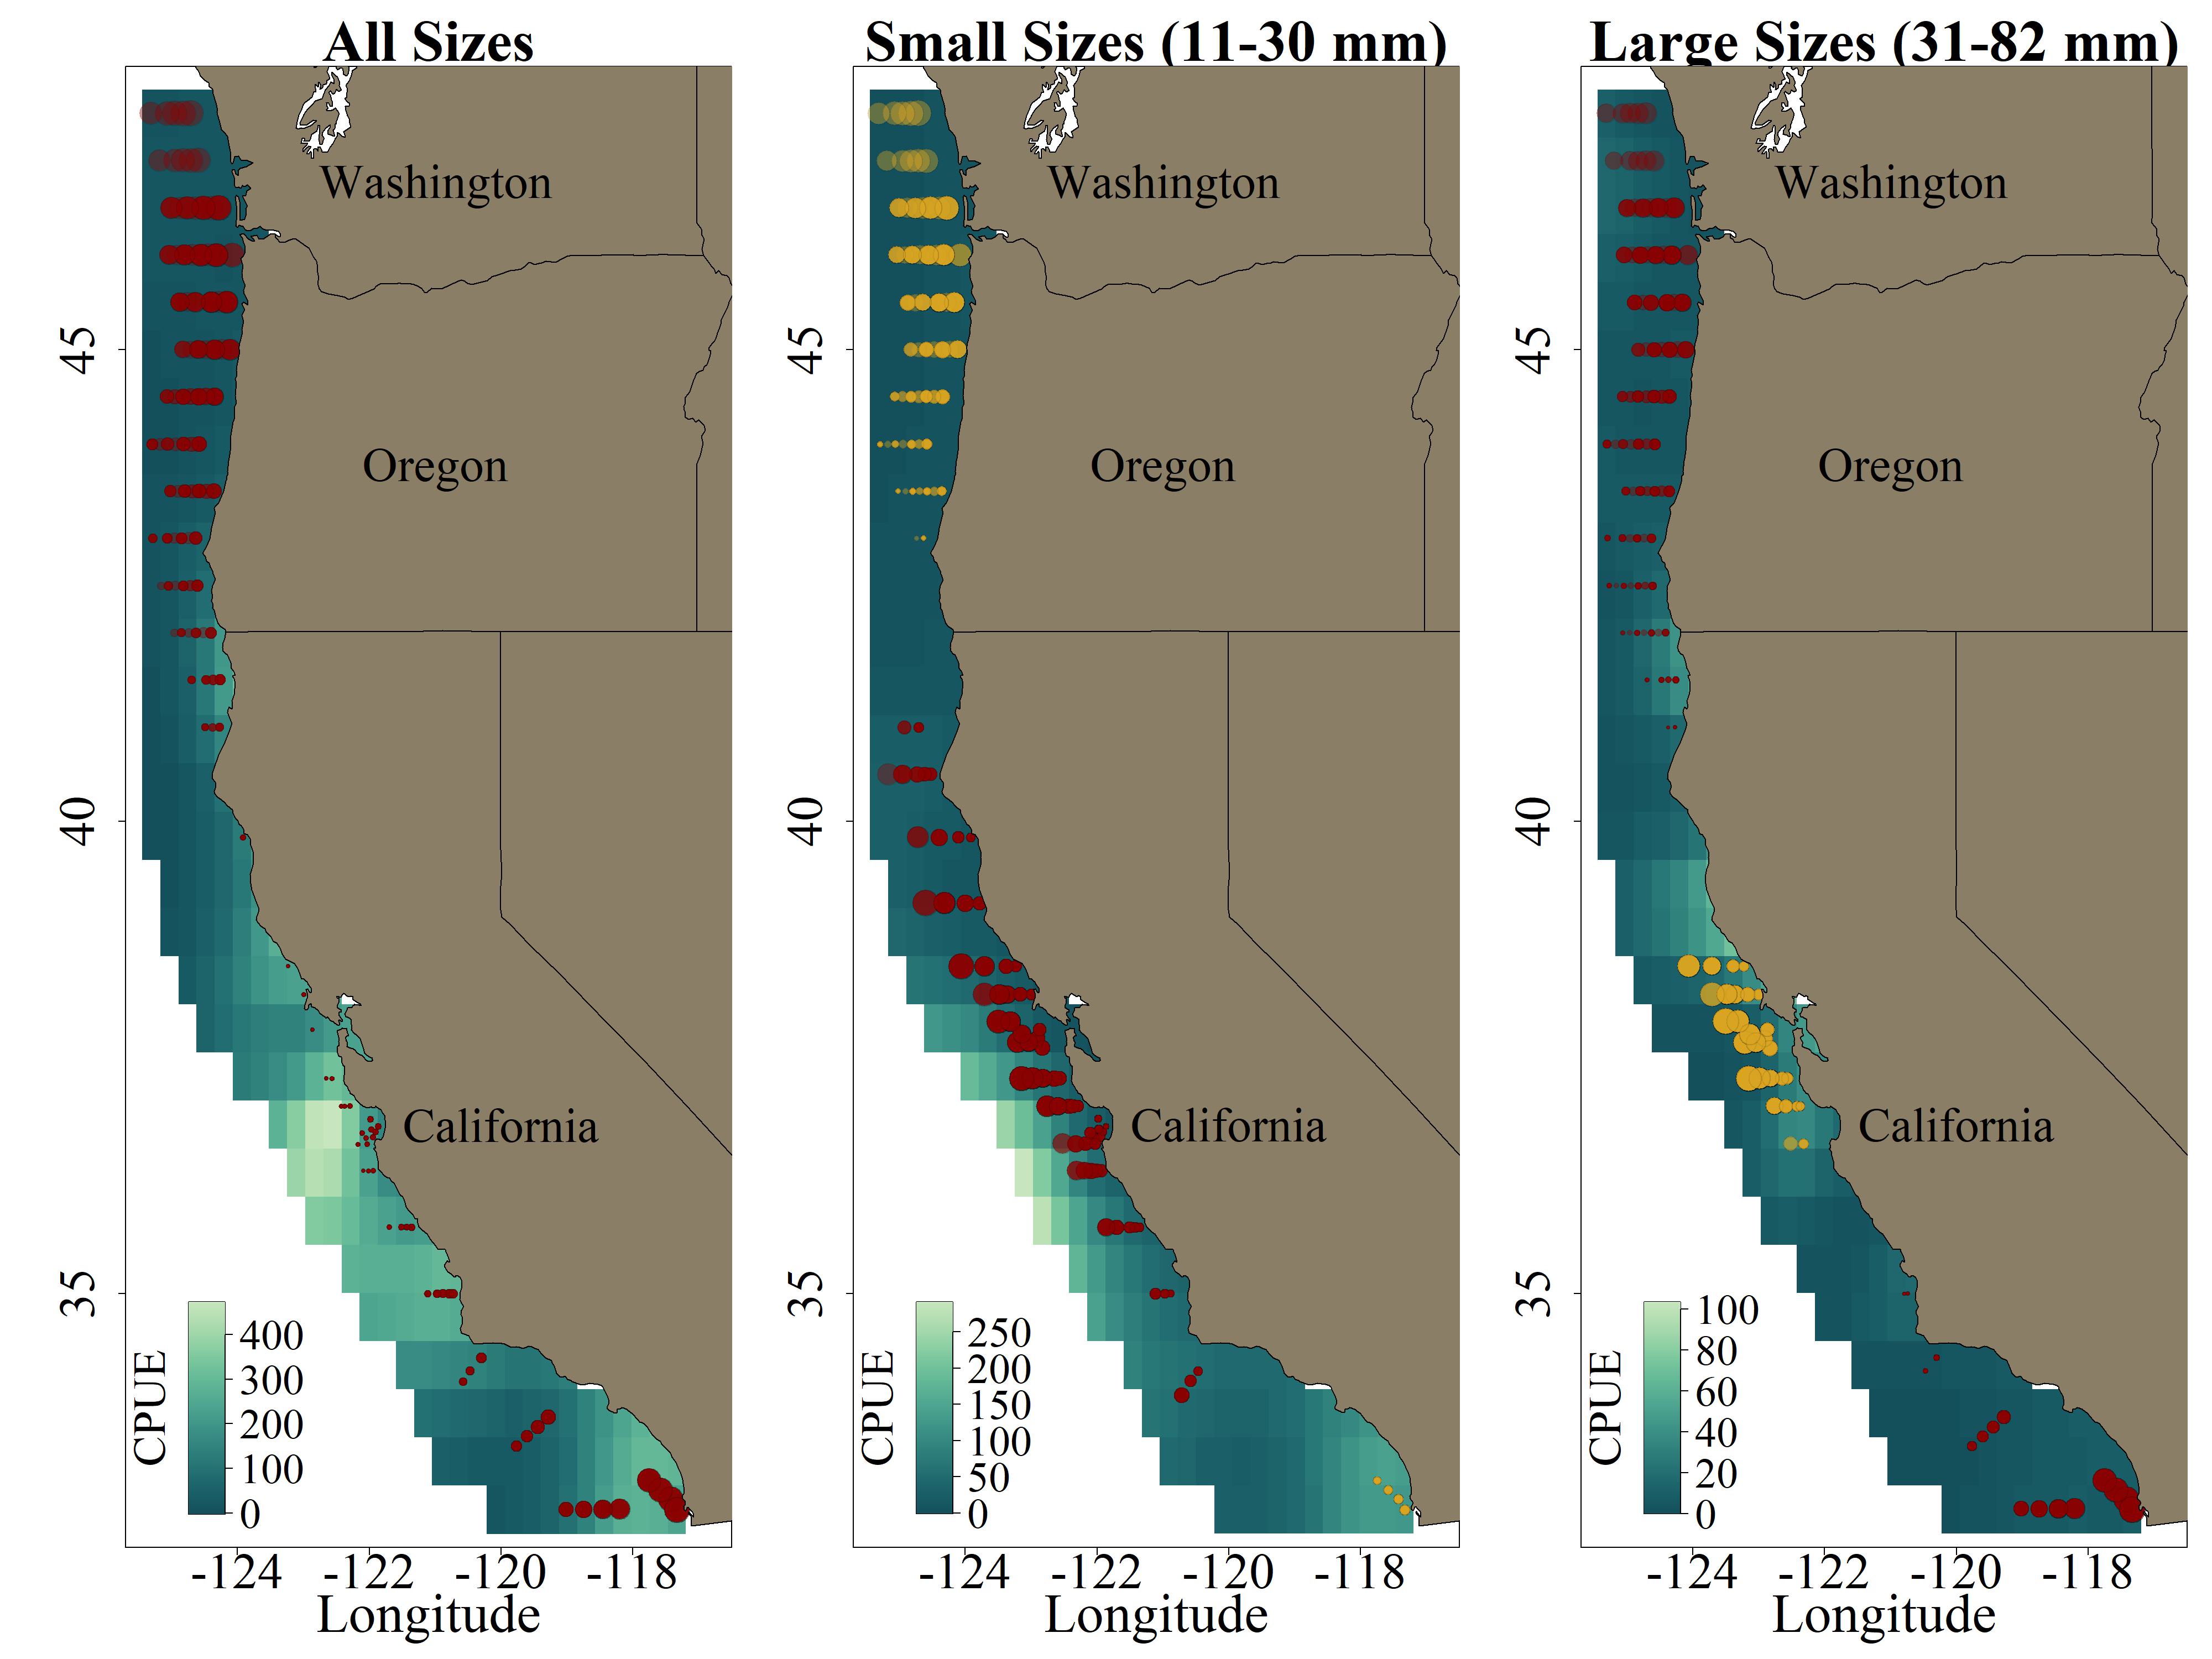 All Sizes
Small Sizes (11-30 mm)
Large Sizes (31-82 mm)
Washington
Washington
Washington
45
45
45
Oregon
Oregon
Oregon
40
40
40
California
California
California
35
35
35
CPUE
400
300
200
100
0
CPUE
250
200
150
100
50
0
CPUE
100
80
60
40
20
0
-124 -122 -120 -118
-124 -122 -120 -118
-124 -122 -120 -118
Longitude
Longitude
Longitude